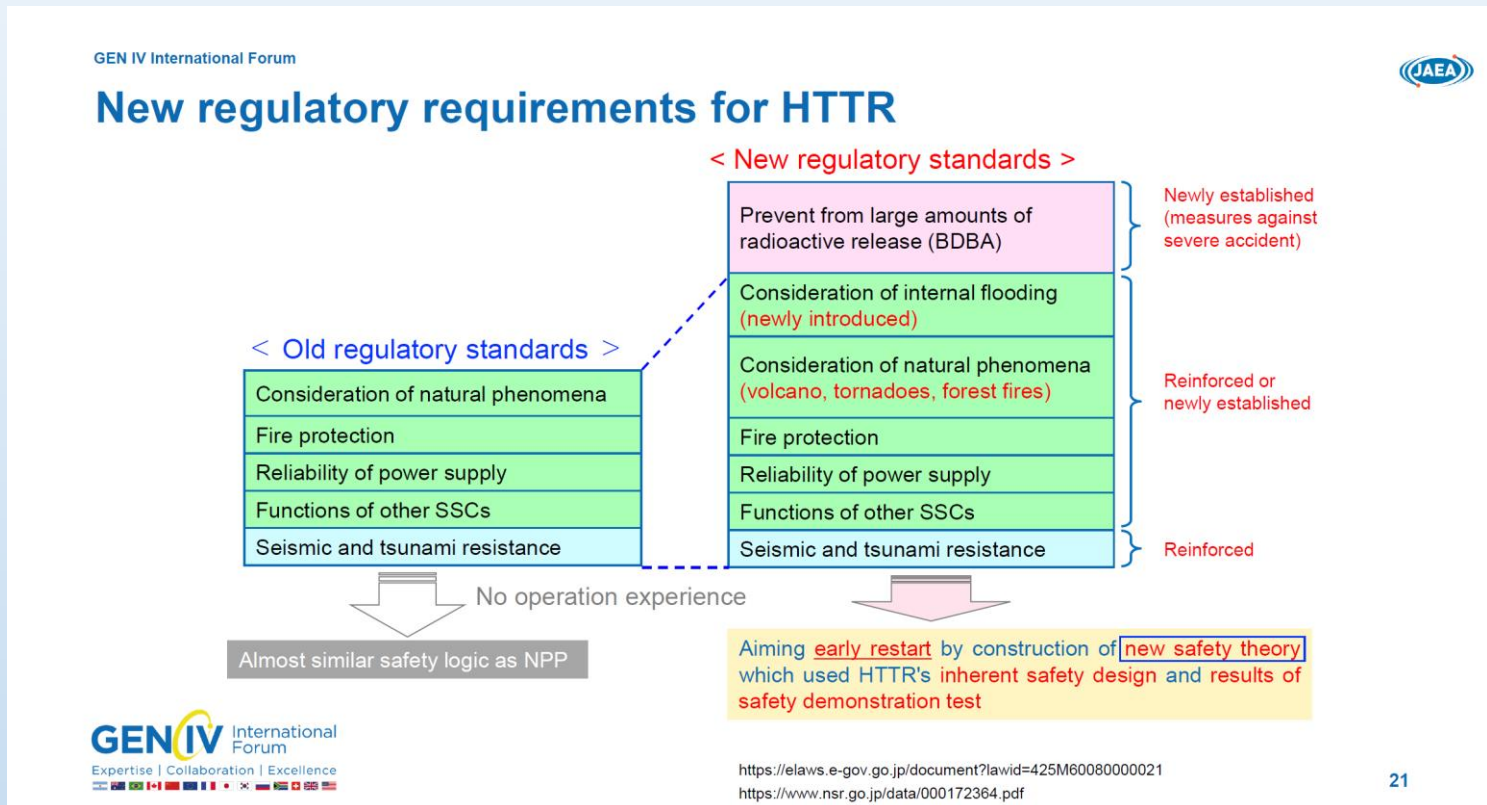 GEN IV International Forum
JAEA
New regulatory requirements for HTTR
< New regulatory standards >
Prevent from large amounts of
radioactive release (BDBA)
Newly established
(measures against
severe accident)
Consideration of internal flooding
(newly introduced)
Consideration of natural phenomena
(volcano, tornadoes, forest fires)
Fire protection
Reliability of power supply
Functions of other SSCs
Reinforced or
newly established
Seismic and tsunami resistance
Reinforced
< Old regulatory standards >
Consideration of natural phenomena
Fire protection
Reliability of power supply
Functions of other SSCs
Seismic and tsunami resistance
No operation experience
Almost similar safety logic as NPP
Aiming early restart by construction of new safety theory
which used HTTR's inherent safety design and results of
safety demonstration test
GEN IV International
Forum
Expertise | Collaboration | Excellence
https://elaws.e-gov.go.jp/document?lawid=425M60080000021
https://www.nsr.go.jp/data/000172364.pdf
21